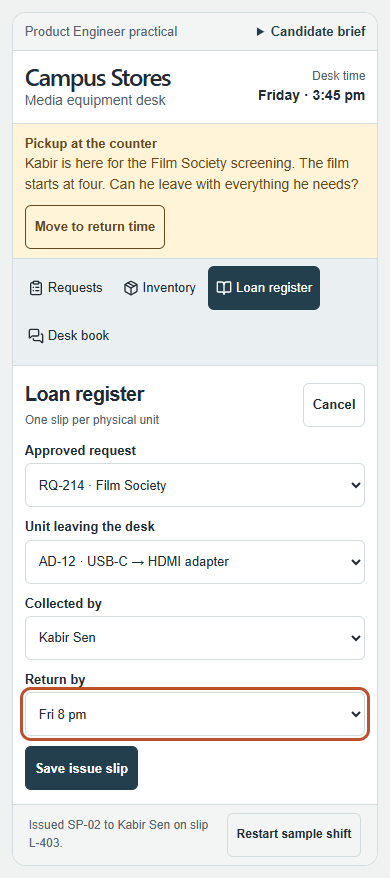 Product Engineer practical
▶ Candidate brief
Campus Stores
Media equipment desk
Desk time
Friday · 3:45 pm
Pickup at the counter
Kabir is here for the Film Society screening. The film
starts at four. Can he leave with everything he needs?
Move to return time
Requests
Inventory
Loan register
Desk book
Loan register
One slip per physical unit
Cancel
Approved request
RQ-214 · Film Society
Unit leaving the desk
AD-12 · USB-C → HDMI adapter
Collected by
Kabir Sen
Return by
Fri 8 pm
Save issue slip
Issued SP-02 to Kabir Sen on slip
L-403.
Restart sample shift